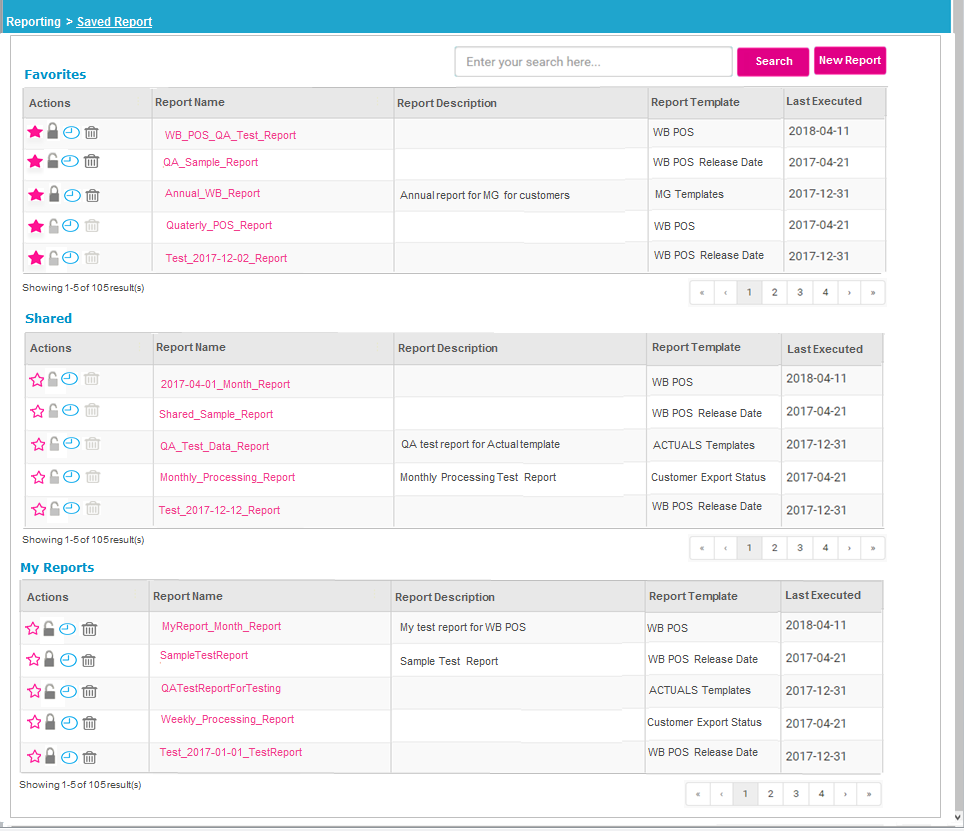 Reporting > Saved Report
Enter your search here...
Search
New Report
Favorites
Actions Report Name Report Description Report Template Last Executed
WB_POS_QA_Test_Report WB POS 2018-04-11
QA_Sample_Report WB POS Release Date 2017-04-21
Annual_WB_Report Annual report for MG for customers MG Templates 2017-12-31
Quaterly_POS_Report WB POS 2017-04-21
Test_2017-12-02_Report WB POS Release Date 2017-12-31
Showing 1-5 of 105 result(s)
« ‹ 1 2 3 4 › »
Shared
Actions Report Name Report Description Report Template Last Executed
2017-04-01_Month_Report WB POS 2018-04-11
Shared_Sample_Report WB POS Release Date 2017-04-21
QA_Test_Data_Report QA test report for Actual template ACTUALS Templates 2017-12-31
Monthly_Processing_Report Monthly Processing Test Report Customer Export Status 2017-04-21
Test_2017-12-12_Report WB POS Release Date 2017-12-31
Showing 1-5 of 105 result(s)
« ‹ 1 2 3 4 › »
My Reports
Actions Report Name Report Description Report Template Last Executed
MyReport_Month_Report My test report for WB POS WB POS 2018-04-11
SampleTestReport Sample Test Report WB POS Release Date 2017-04-21
QATestReportForTesting ACTUALS Templates 2017-12-31
Weekly_Processing_Report Customer Export Status 2017-04-21
Test_2017-01-01_TestReport WB POS Release Date 2017-12-31
Showing 1-5 of 105 result(s)
« ‹ 1 2 3 4 › »